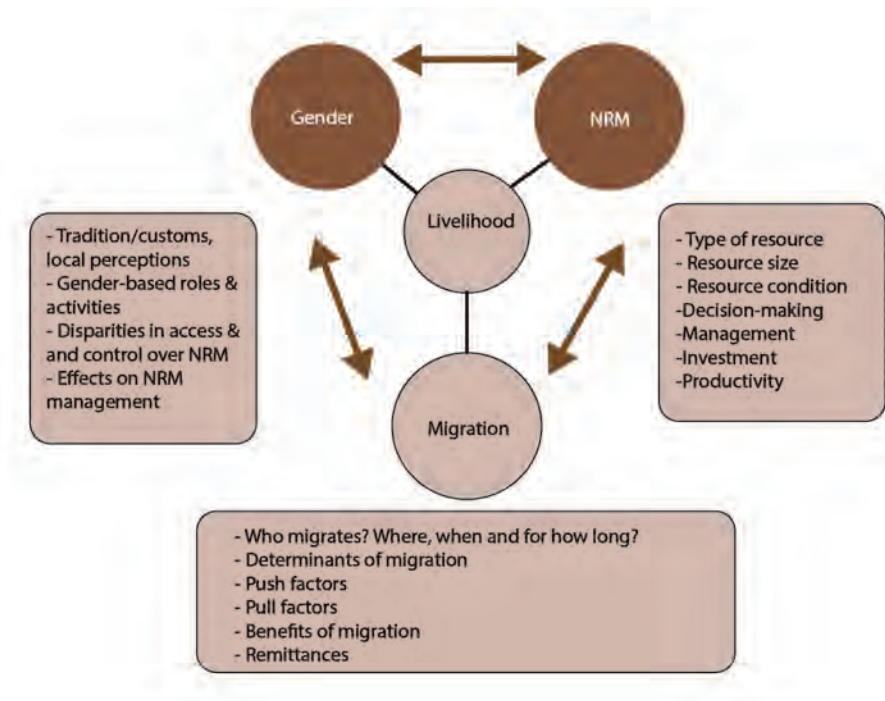 Gender
NRM
Livelihood
- Tradition/customs,
local perceptions
- Gender-based roles &
activities
- Disparities in access &
and control over NRM
- Effects on NRM
management
- Type of resource
- Resource size
- Resource condition
-Decision-making
-Management
-Investment
-Productivity
Migration
- Who migrates? Where, when and for how long?
- Determinants of migration
- Push factors
- Pull factors
- Benefits of migration
- Remittances